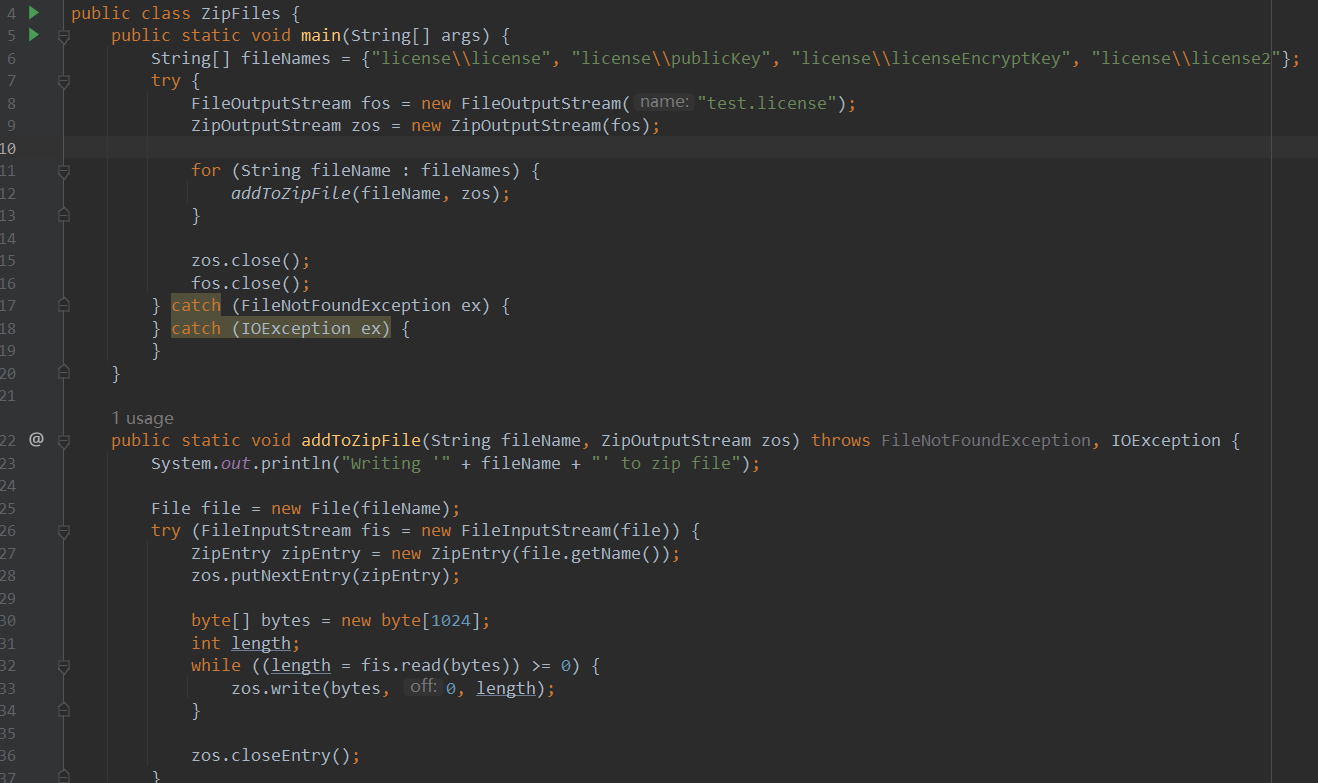 4 public class ZipFiles {
5 public static void main(String[] args) {
6 String[] fileNames = {"license\\license", "license\\publicKey", "license\\licenseEncryptKey", "license\\license2"};
7 try {
8 FileOutputStream fos = new FileOutputStream( name: "test.license");
9 ZipOutputStream zos = new ZipOutputStream(fos);
10
11 for (String fileName : fileNames) {
12 addToZipFile(fileName, zos);
13 }
14
15 zos.close();
16 fos.close();
17 } catch (FileNotFoundException ex) {
18 } catch (IOException ex) {
19 }
20 }
21
1 usage
22 @ public static void addToZipFile(String fileName, ZipOutputStream zos) throws FileNotFoundException, IOException {
23 System.out.println("Writing '" + fileName + "' to zip file");
24
25 File file = new File(fileName);
26 try (FileInputStream fis = new FileInputStream(file)) {
27 ZipEntry zipEntry = new ZipEntry(file.getName());
28 zos.putNextEntry(zipEntry);
29
30 byte[] bytes = new byte[1024];
31 int length;
32 while ((length = fis.read(bytes)) >= 0) {
33 zos.write(bytes, off: 0, length);
34 }
35
36 zos.closeEntry();
37 }